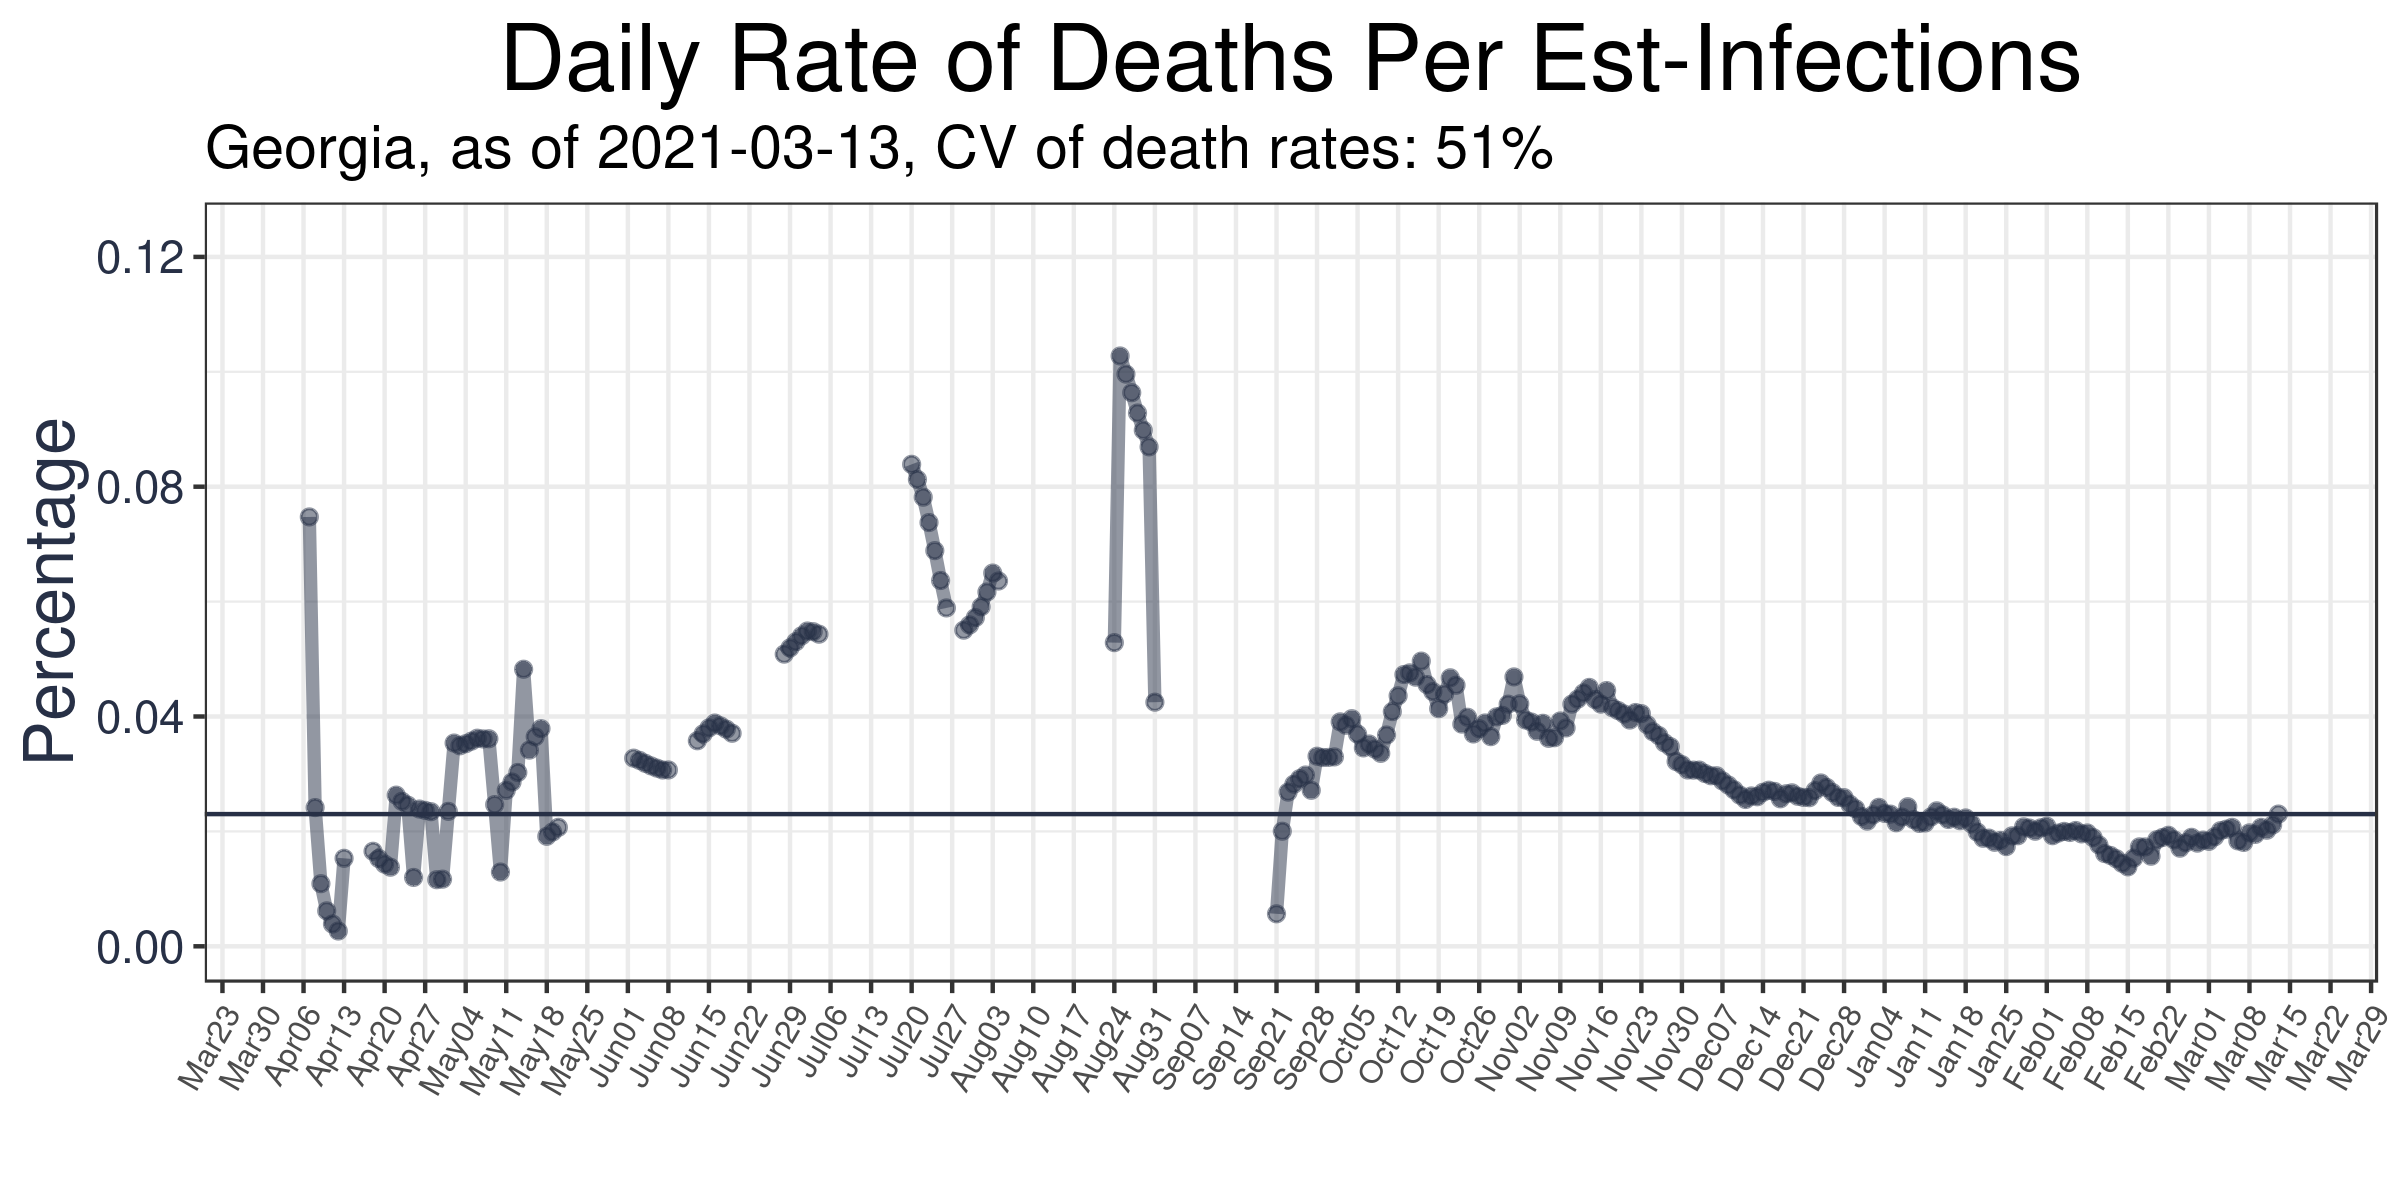 Daily Rate of Deaths Per Est-Infections
Georgia, as of 2021-03-13, CV of death rates: 51%
Percentage
0.12
0.08
0.04
0.00
Mar23
Mar30
Apr06
Apr13
Apr20
Apr27
May04
May11
May18
May25
Jun01
Jun08
Jun15
Jun22
Jun29
Jul06
Jul13
Jul20
Jul27
Aug03
Aug10
Aug17
Aug24
Aug31
Sep07
Sep14
Sep21
Sep28
Oct05
Oct12
Oct19
Oct26
Nov02
Nov09
Nov16
Nov23
Nov30
Dec07
Dec14
Dec21
Dec28
Dec04
Jan11
Jan18
Jan25
Feb01
Feb08
Feb15
Feb22
Mar01
Mar08
Mar15
Mar22
Mar29